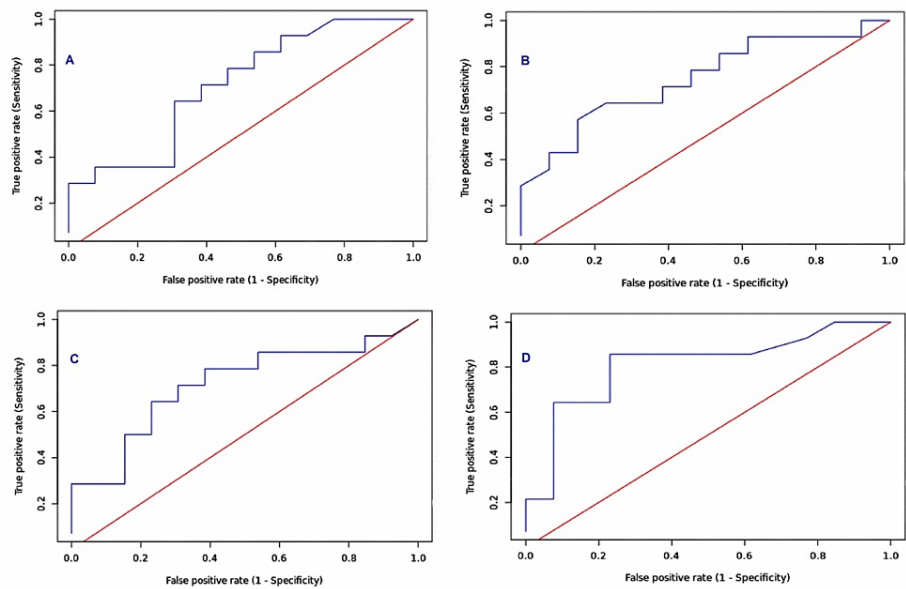 A
True positive rate (Sensitivity)
0.2 0.4 0.6 0.8 1.0
0.0 0.2 0.4 0.6 0.8 1.0
False positive rate (1 - Specificity)
B
True positive rate (Sensitivity)
0.2 0.4 0.6 0.8 1.0
0.0 0.2 0.4 0.6 0.8 1.0
False positive rate (1 - Specificity)
C
True positive rate (Sensitivity)
0.2 0.4 0.6 0.8 1.0
0.0 0.2 0.4 0.6 0.8 1.0
False positive rate (1 - Specificity)
D
True positive rate (Sensitivity)
0.2 0.4 0.6 0.8 1.0
0.0 0.2 0.4 0.6 0.8 1.0
False positive rate (1 - Specificity)